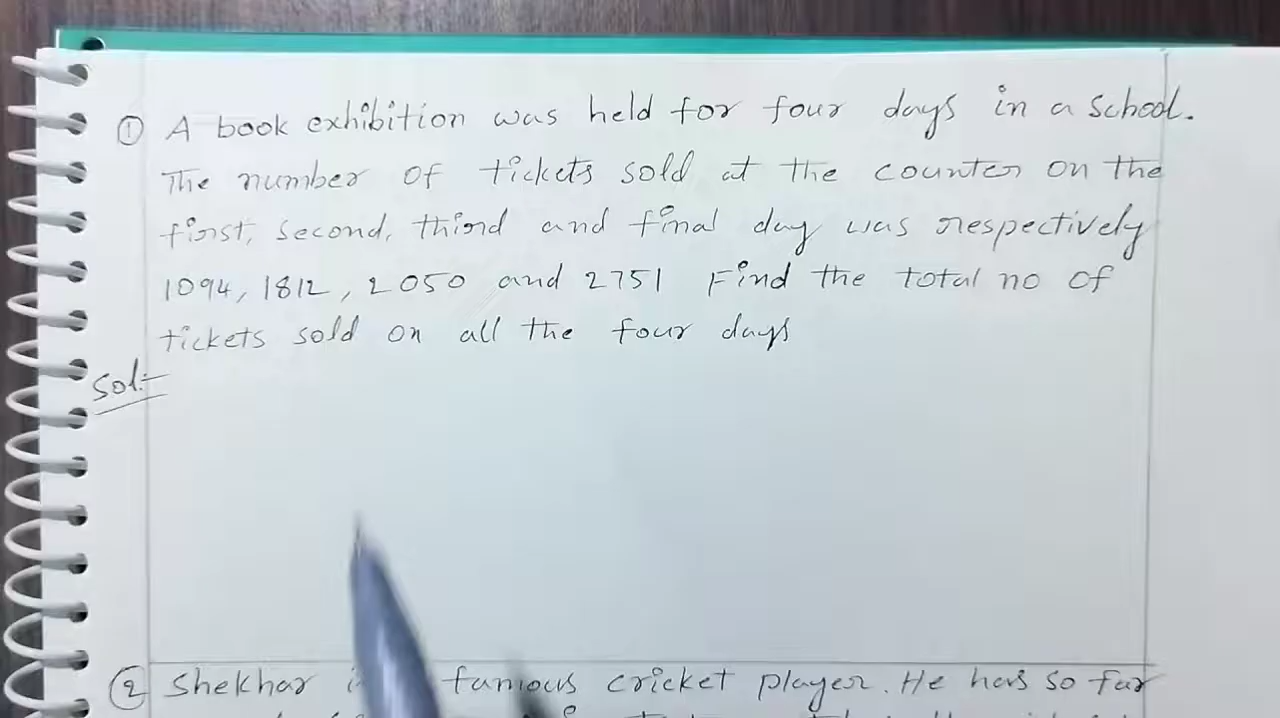 ① A book exhibition was held for four days in a school.
The number of tickets sold at the counter on the
first, second, third and final day was respectively
1094, 1812, 2050 and 2751 Find the total no of
tickets sold on all the four days
Sol:-
② Shekhar famous cricket player. He has so far